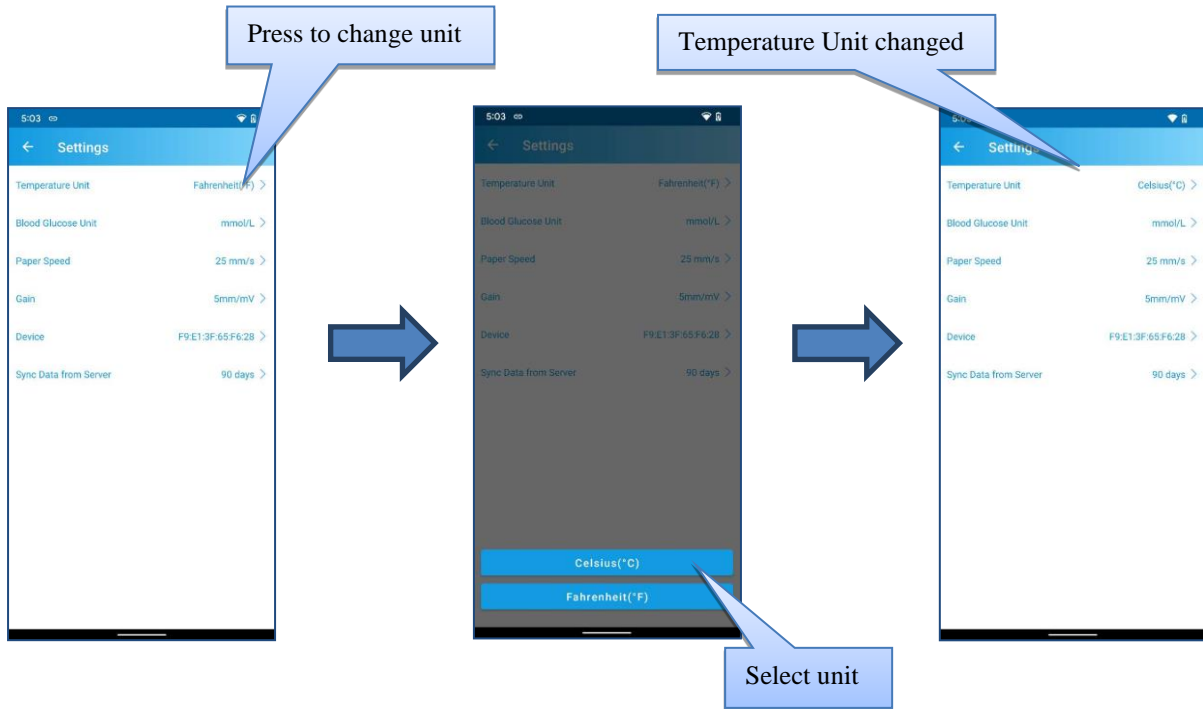 Press to change unit
Temperature Unit changed
5:03
Settings
Temperature Unit Fahrenheit(°F)
Blood Glucose Unit mmol/L
Paper Speed 25 mm/s
Gain 5mm/mV
Device F9:E1:3F:65:F6:28
Sync Data from Server 90 days
5:03
Settings
Temperature Unit Fahrenheit(°F)
Blood Glucose Unit mmol/L
Paper Speed 25 mm/s
Gain 5mm/mV
Device F9:E1:3F:65:F6:28
Sync Data from Server 90 days
Celsius(°C)
Fahrenheit(°F)
Select unit
5:03
Settings
Temperature Unit Celsius(°C)
Blood Glucose Unit mmol/L
Paper Speed 25 mm/s
Gain 5mm/mV
Device F9:E1:3F:65:F6:28
Sync Data from Server 90 days